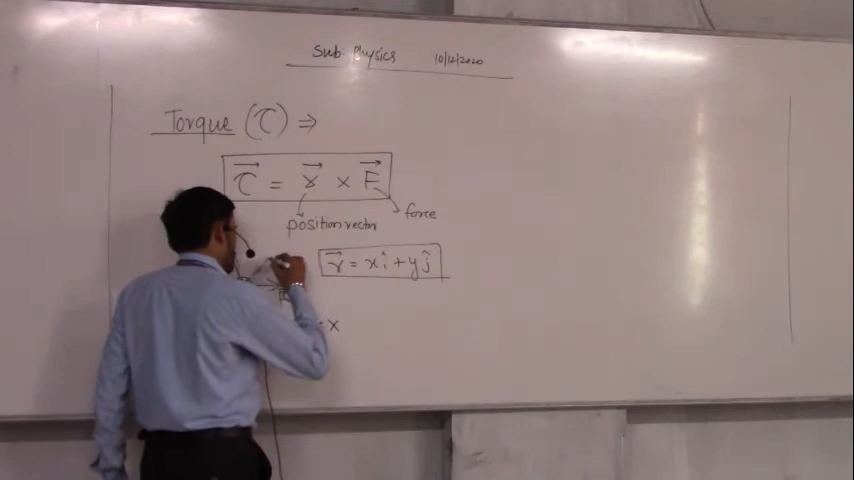 Sub: Physics 10/12/2020
Torque (τ) ⇒
τ⃗ = r⃗ × F⃗
position vector force
r⃗ = xî + yĵ
x